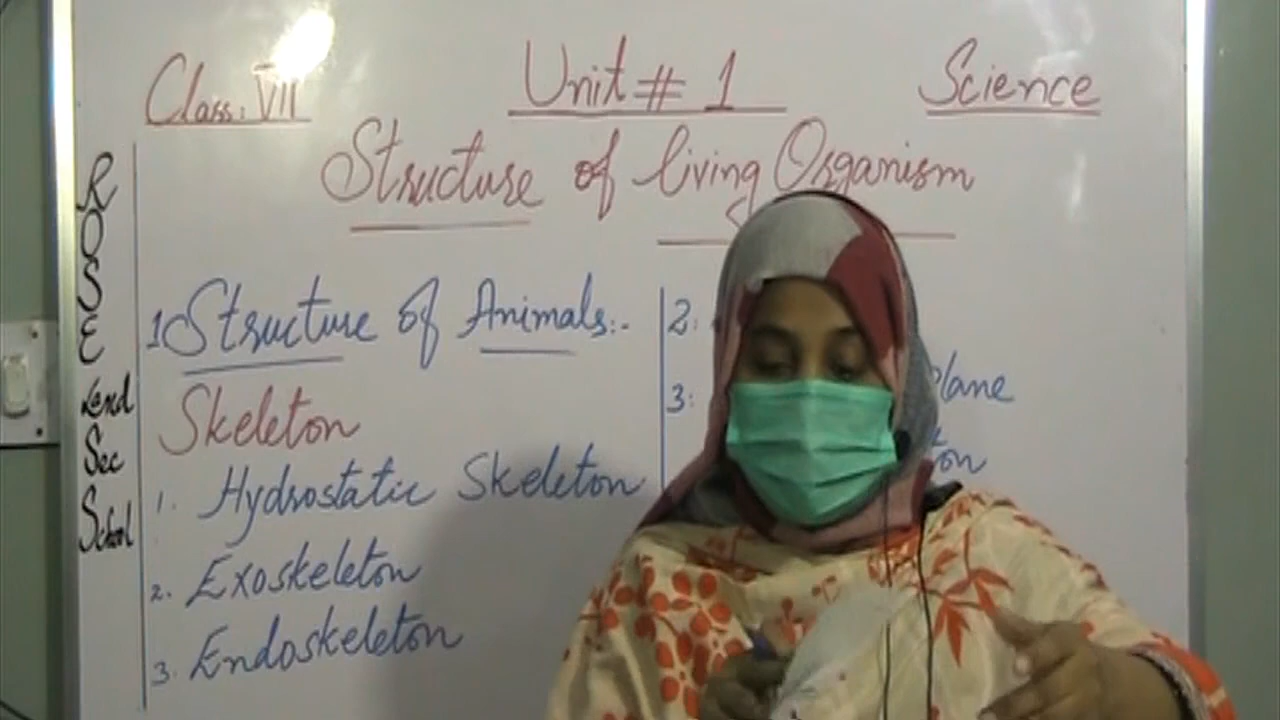 Class: VII Unit # 1 Science
Structure of living Organism
ROSE
Land
Sec
School
1 Structure of Animals:-
Skeleton
1. Hydrostatic Skeleton
2. Exoskeleton
3. Endoskeleton
2:
3: Plane